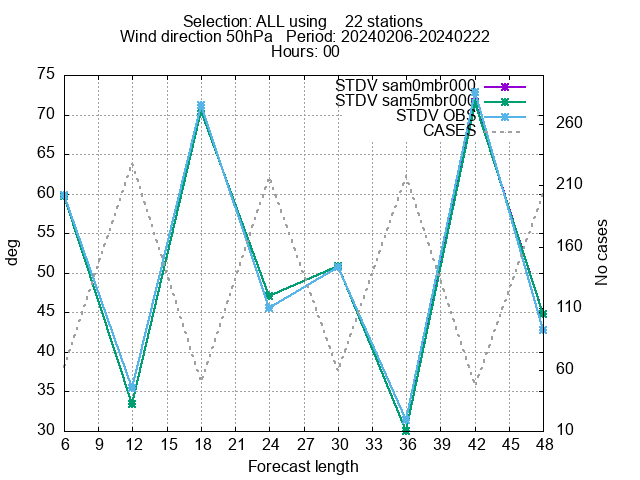 Selection: ALL using    22 stations
Wind direction 50hPa   Period: 20240206-20240222
Hours: 00
STDV sam0mbr000
STDV sam5mbr000
STDV OBS
CASES
75
70
65
60
55
50
45
40
35
30
deg
260
210
160
110
60
10
No cases
6 9 12 15 18 21 24 27 30 33 36 39 42 45 48
Forecast length